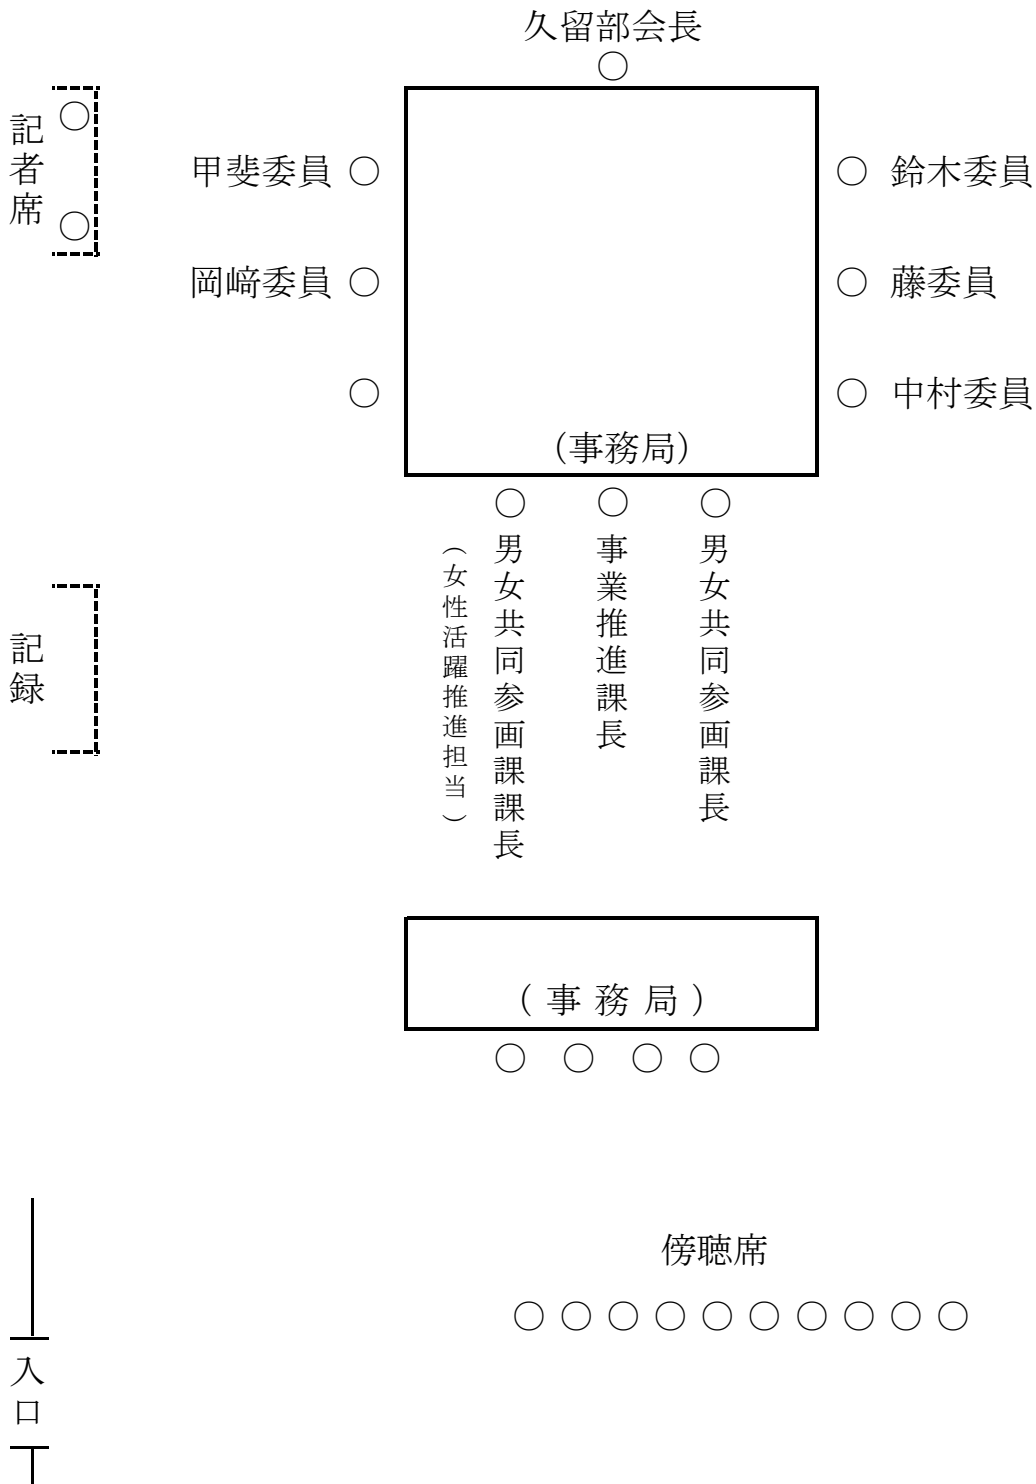 久留部会長
○
記者席
○
○
甲斐委員 ○
○ 鈴木委員
岡﨑委員 ○
○ 藤委員
○
○ 中村委員
(事務局)
○ ○ ○
男女共同参画課長
事業推進課長
男女共同参画課課長
(女性活躍推進担当)
記録
(事務局)
○ ○ ○ ○
傍聴席
○ ○ ○ ○ ○ ○ ○ ○ ○ ○
入口